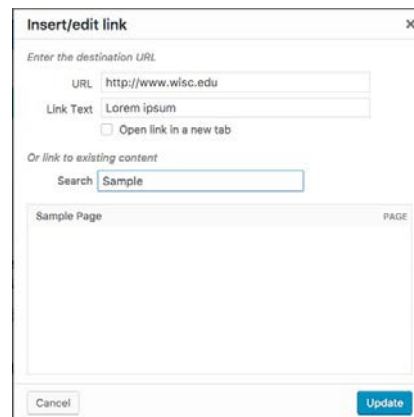 Insert/edit link ×
Enter the destination URL
URL http://www.wisc.edu
Link Text Lorem ipsum
Open link in a new tab
Or link to existing content
Search Sample
Sample Page PAGE
Cancel Update